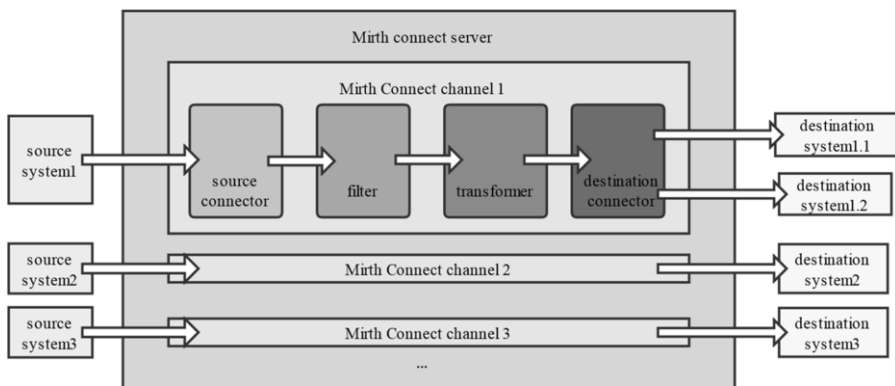 Mirth connect server
Mirth Connect channel 1
source
system1
source
connector
filter
transformer
destination
connector
destination
system1.1
destination
system1.2
source
system2
Mirth Connect channel 2
destination
system2
source
system3
Mirth Connect channel 3
destination
system3
...